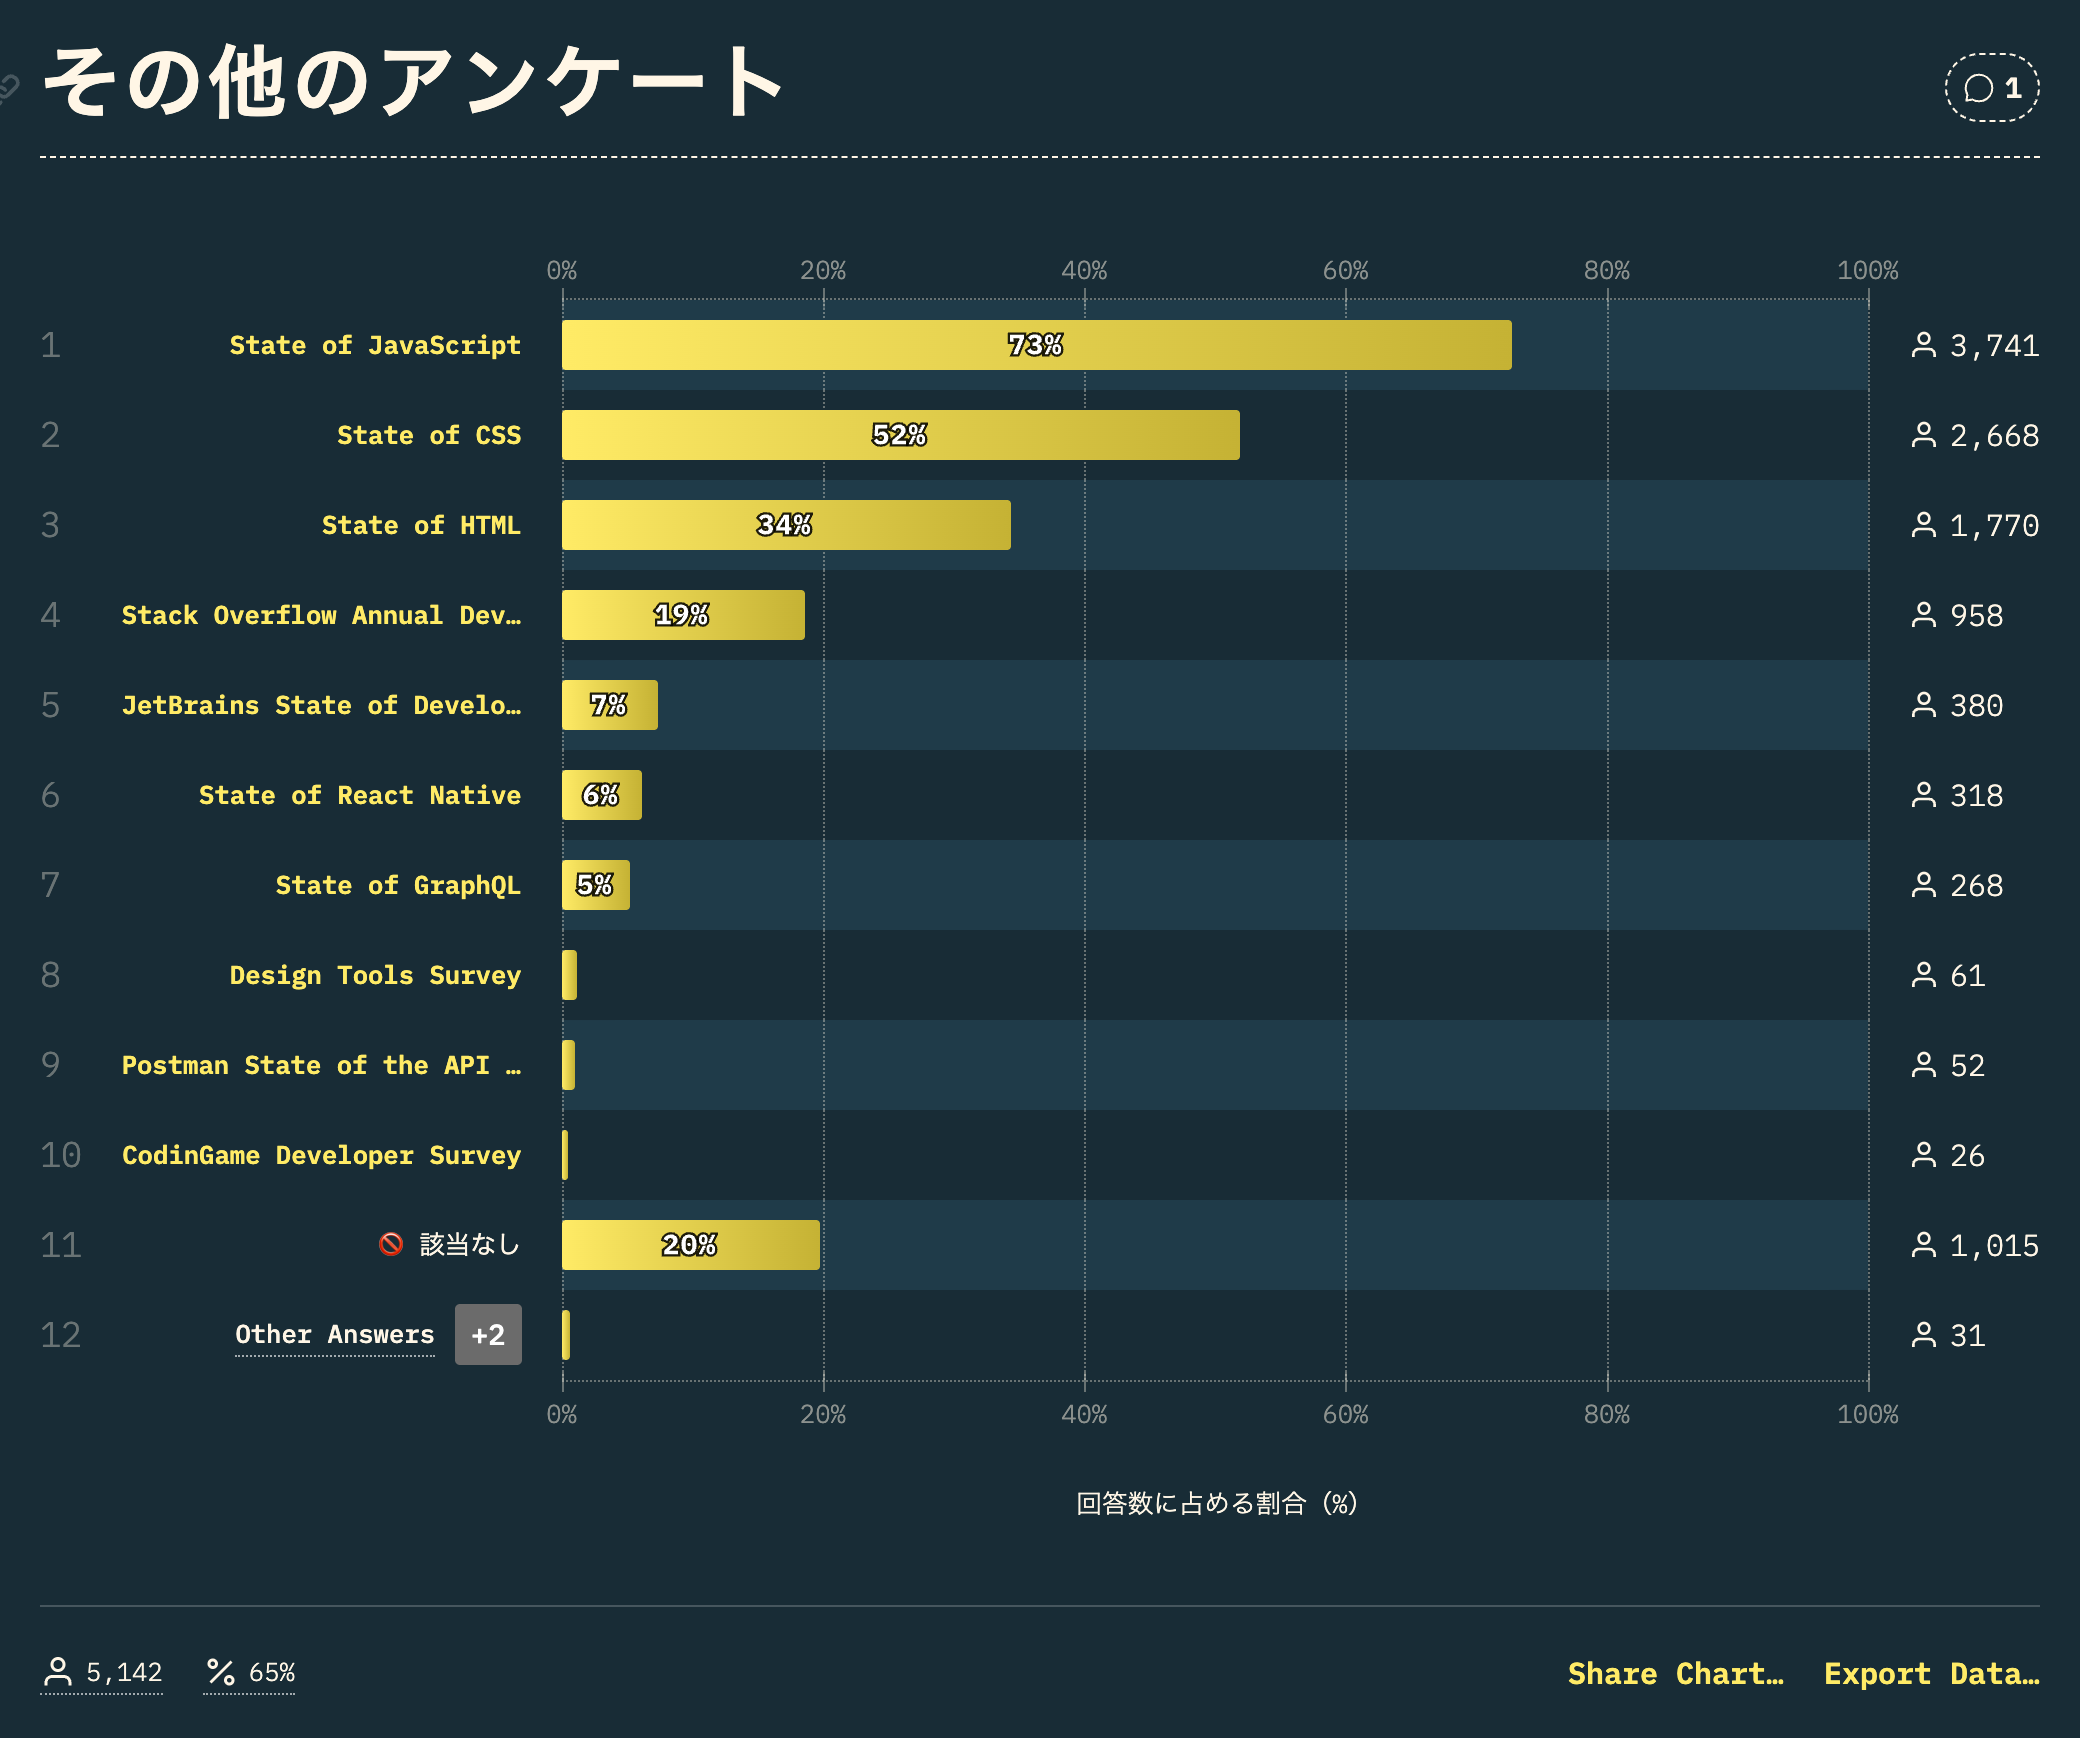 その他のアンケート
1
0% 20% 40% 60% 80% 100%
1 State of JavaScript 73% 3,741
2 State of CSS 52% 2,668
3 State of HTML 34% 1,770
4 Stack Overflow Annual Dev… 19% 958
5 JetBrains State of Develo… 7% 380
6 State of React Native 6% 318
7 State of GraphQL 5% 268
8 Design Tools Survey 61
9 Postman State of the API … 52
10 CodinGame Developer Survey 26
11 🚫 該当なし 20% 1,015
12 Other Answers +2 31
0% 20% 40% 60% 80% 100%
回答数に占める割合（%）
5,142 65% Share Chart… Export Data…